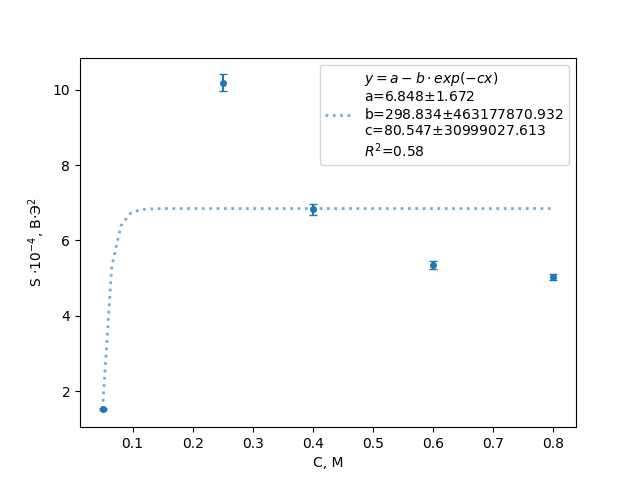 y = a − b · exp(−cx)
a=6.848±1.672
b=298.834±463177870.932
c=80.547±30999027.613
R²=0.58
10
8
6
4
2
S ·10⁻⁴, В·Э²
0.1 0.2 0.3 0.4 0.5 0.6 0.7 0.8
C, M